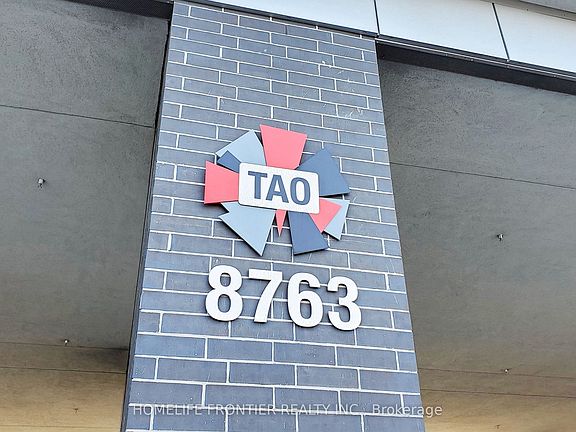 TAO
8763
HOMELIFE FRONTIER REALTY INC., Brokerage